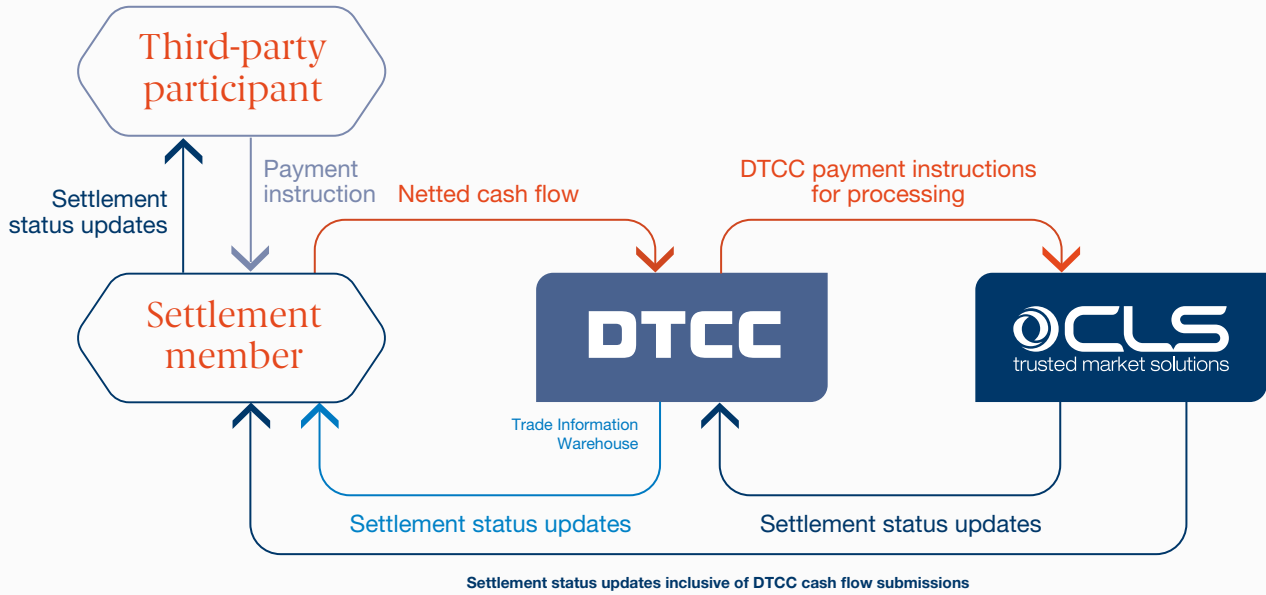 Third-party
participant
Settlement
status updates
Payment
instruction
Netted cash flow
DTCC payment instructions
for processing
Settlement
member
DTCC
CLS
trusted market solutions
Trade Information
Warehouse
Settlement status updates
Settlement status updates
Settlement status updates inclusive of DTCC cash flow submissions